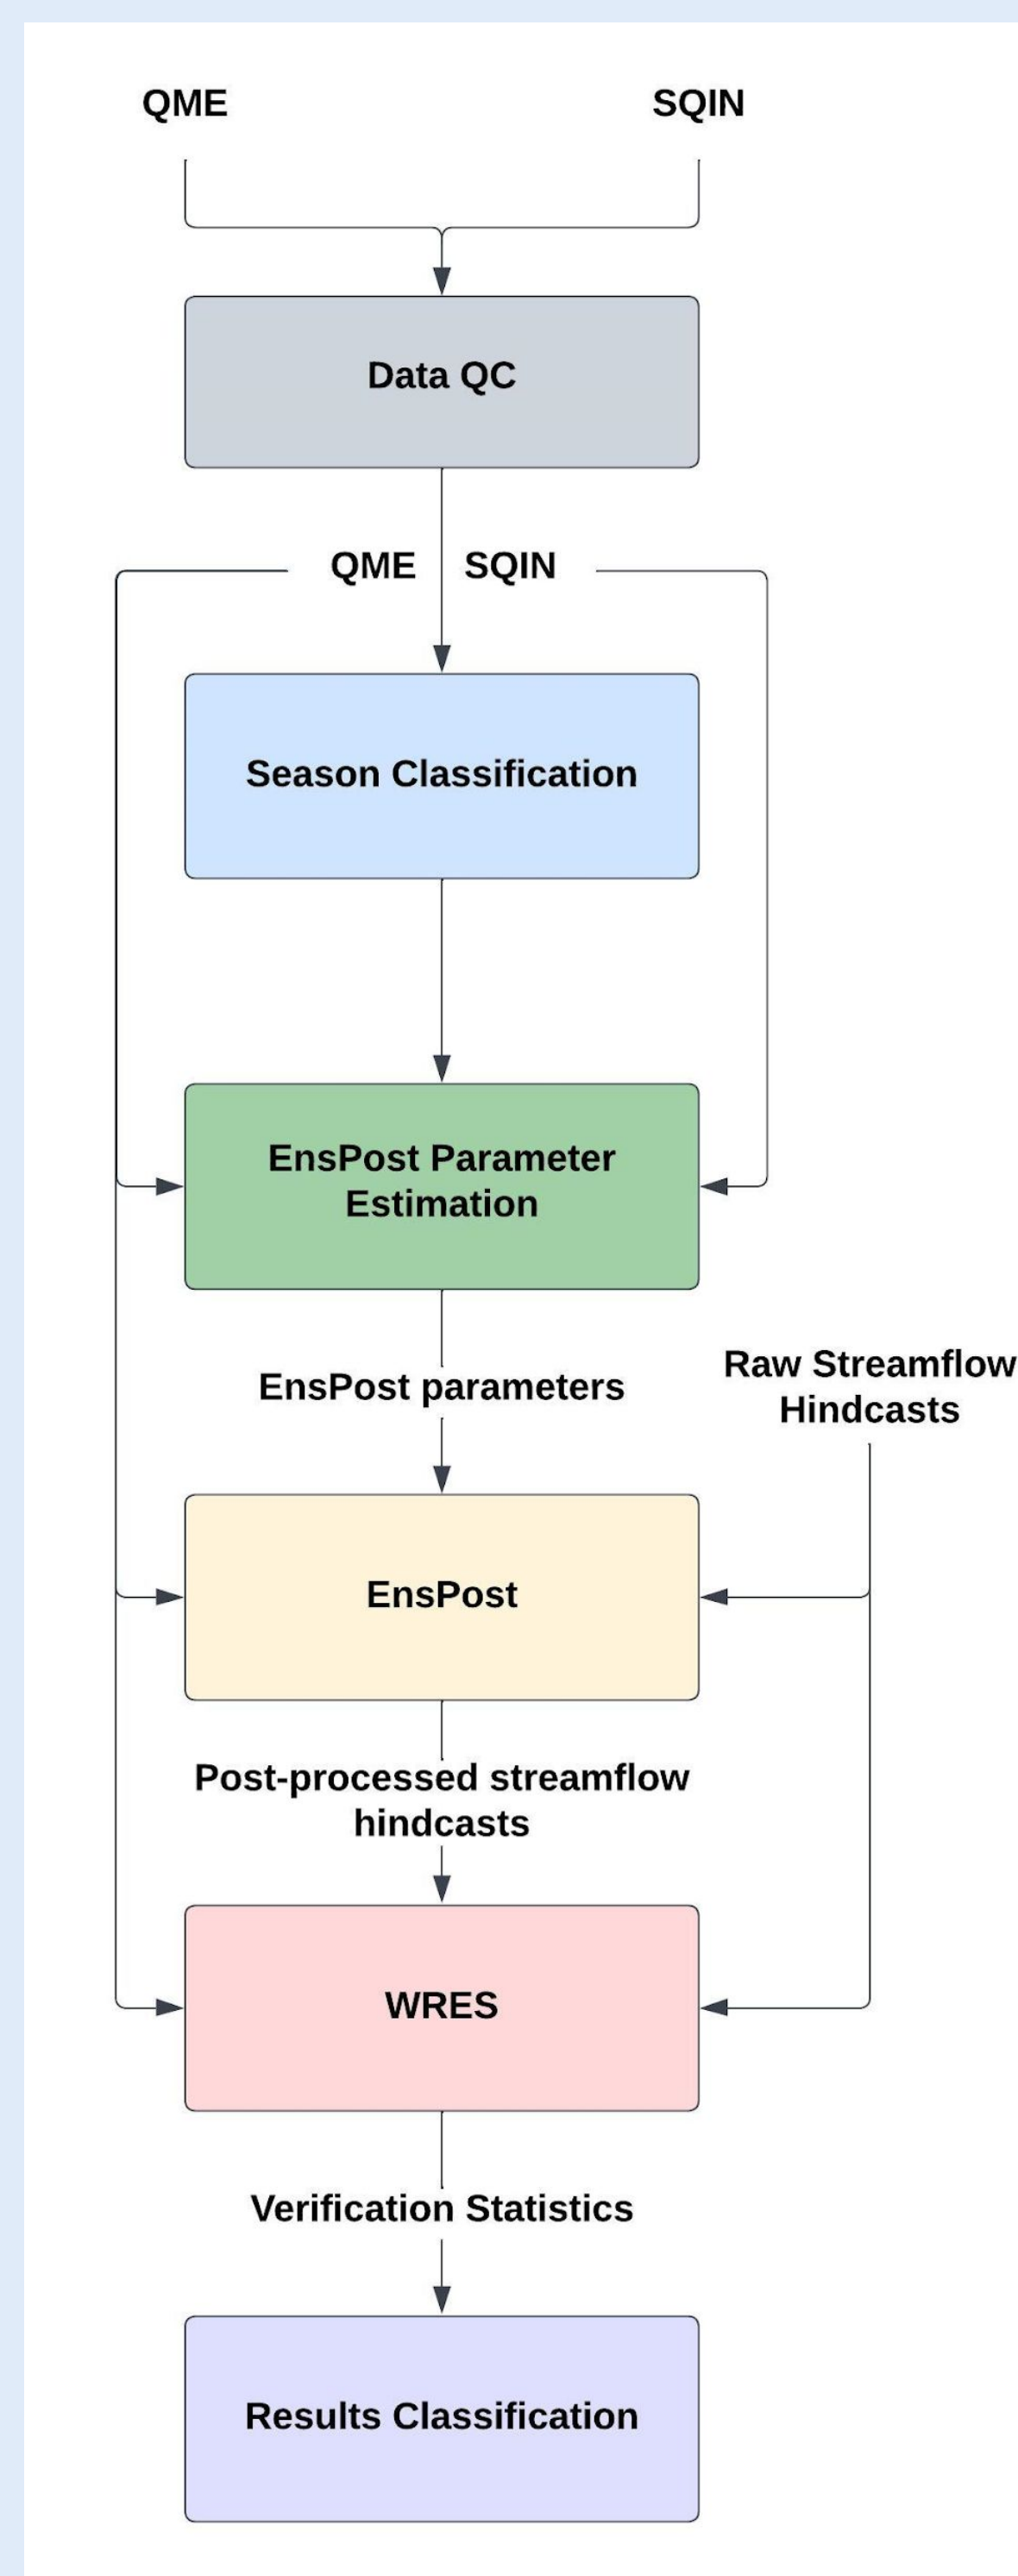 QME
SQIN
Data QC
QME
SQIN
Season Classification
EnsPost Parameter
Estimation
EnsPost parameters
Raw Streamflow
Hindcasts
EnsPost
Post-processed streamflow
hindcasts
WRES
Verification Statistics
Results Classification